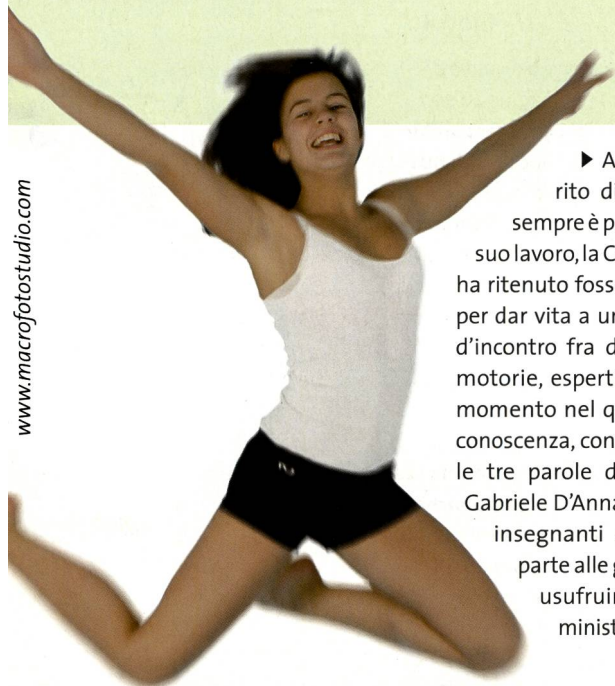 www.macrofotostudio.com
▶ A
rito d
sempre è p
suo lavoro, la C
ha ritenuto foss
per dar vita a un
d'incontro fra d
motorie, espert
momento nel q
conoscenza, con
le tre parole d
Gabriele D'Anna
insegnanti
parte alle g
usufruir
minist